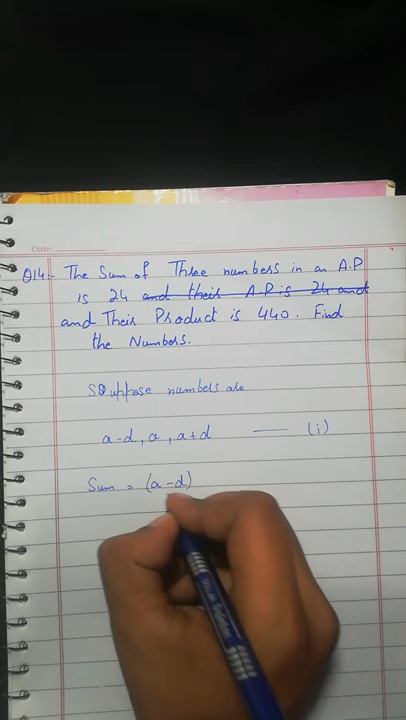 Date:
Q14:- The Sum of Three numbers in an A.P
is 24 and their A.P is 24 and
and Their Product is 440. Find
the Numbers.
SQuppose numbers are
a-d, a, a+d — (i)
Sum = (a-d)